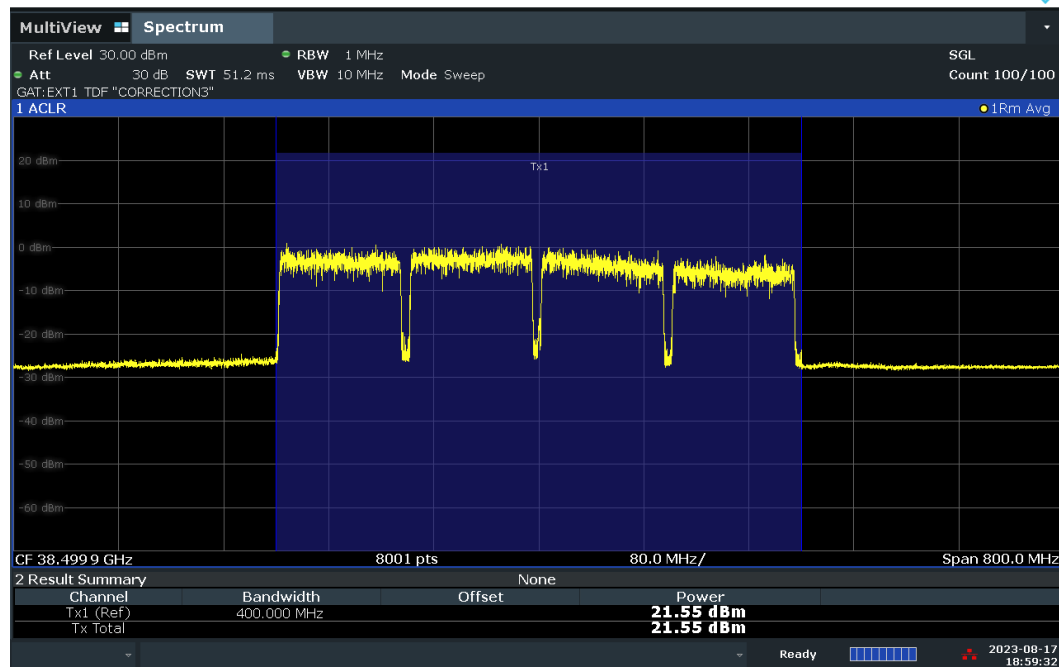 MultiView Spectrum
Ref Level 30.00 dBm RBW 1 MHz SGL
Att 30 dB SWT 51.2 ms VBW 10 MHz Mode Sweep Count 100/100
GAT:EXT1 TDF "CORRECTION3"
1 ACLR 1Rm Avg
20 dBm
Tx1
10 dBm
0 dBm
-10 dBm
-20 dBm
-30 dBm
-40 dBm
-50 dBm
-60 dBm
CF 38.4999 GHz 8001 pts 80.0 MHz/ Span 800.0 MHz
2 Result Summary None
Channel Bandwidth Offset Power
Tx1 (Ref) 400.000 MHz 21.55 dBm
Tx Total 21.55 dBm
Ready 2023-08-17
18:59:32